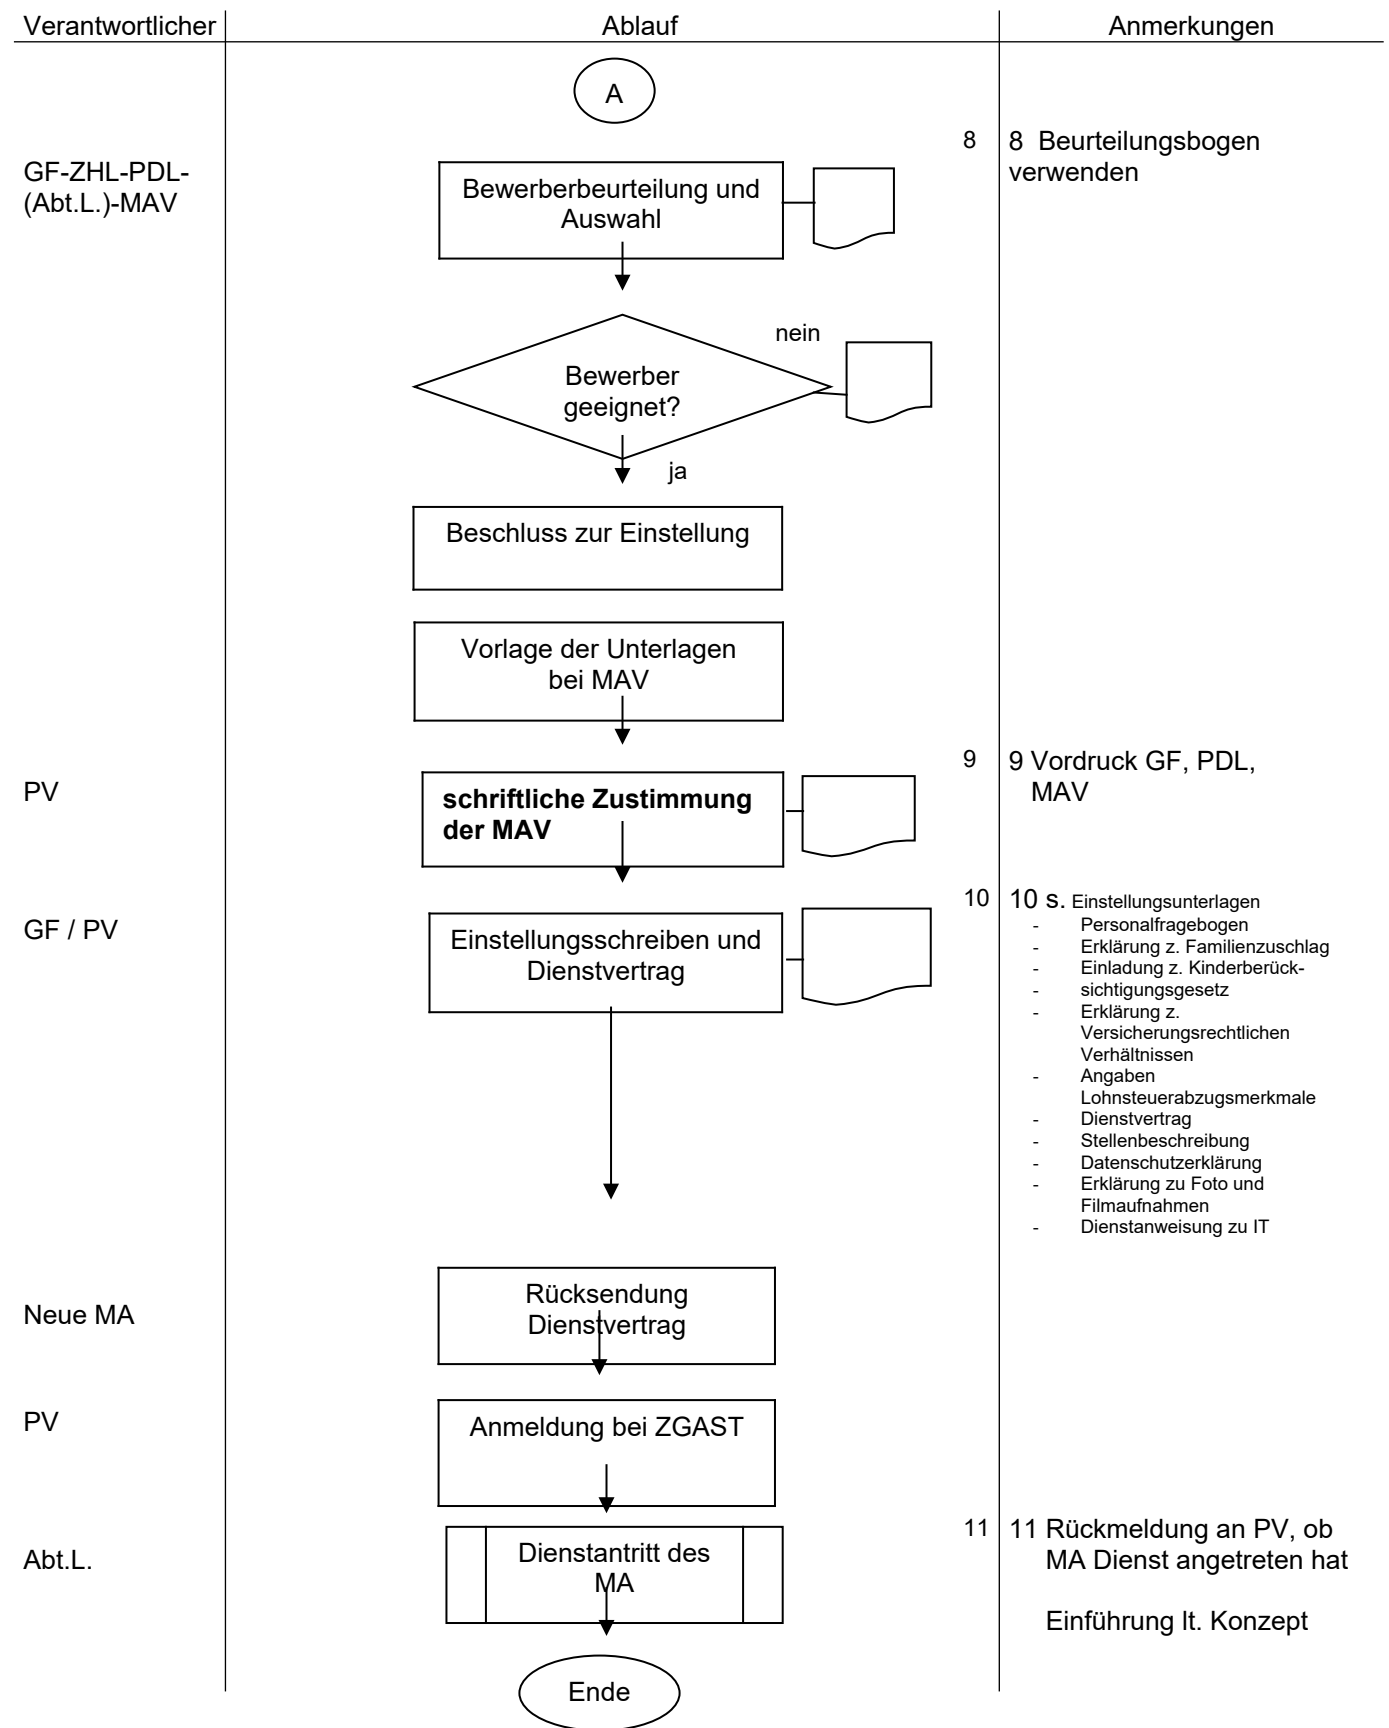 Verantwortlicher Ablauf Anmerkungen
A
GF-ZHL-PDL-
(Abt.L.)-MAV
Bewerberbeurteilung und
Auswahl
8
8 Beurteilungsbogen
verwenden
nein
Bewerber
geeignet?
ja
Beschluss zur Einstellung
Vorlage der Unterlagen
bei MAV
PV
schriftliche Zustimmung
der MAV
9
9 Vordruck GF, PDL,
MAV
GF / PV
Einstellungsschreiben und
Dienstvertrag
10
10 s. Einstellungsunterlagen
- Personalfragebogen
- Erklärung z. Familienzuschlag
- Einladung z. Kinderberück-
- sichtigungsgesetz
- Erklärung z.
Versicherungsrechtlichen
Verhältnissen
- Angaben
Lohnsteuerabzugsmerkmale
- Dienstvertrag
- Stellenbeschreibung
- Datenschutzerklärung
- Erklärung zu Foto und
Filmaufnahmen
- Dienstanweisung zu IT
Neue MA
Rücksendung
Dienstvertrag
PV
Anmeldung bei ZGAST
Abt.L.
Dienstantritt des
MA
11
11 Rückmeldung an PV, ob
MA Dienst angetreten hat
Einführung lt. Konzept
Ende